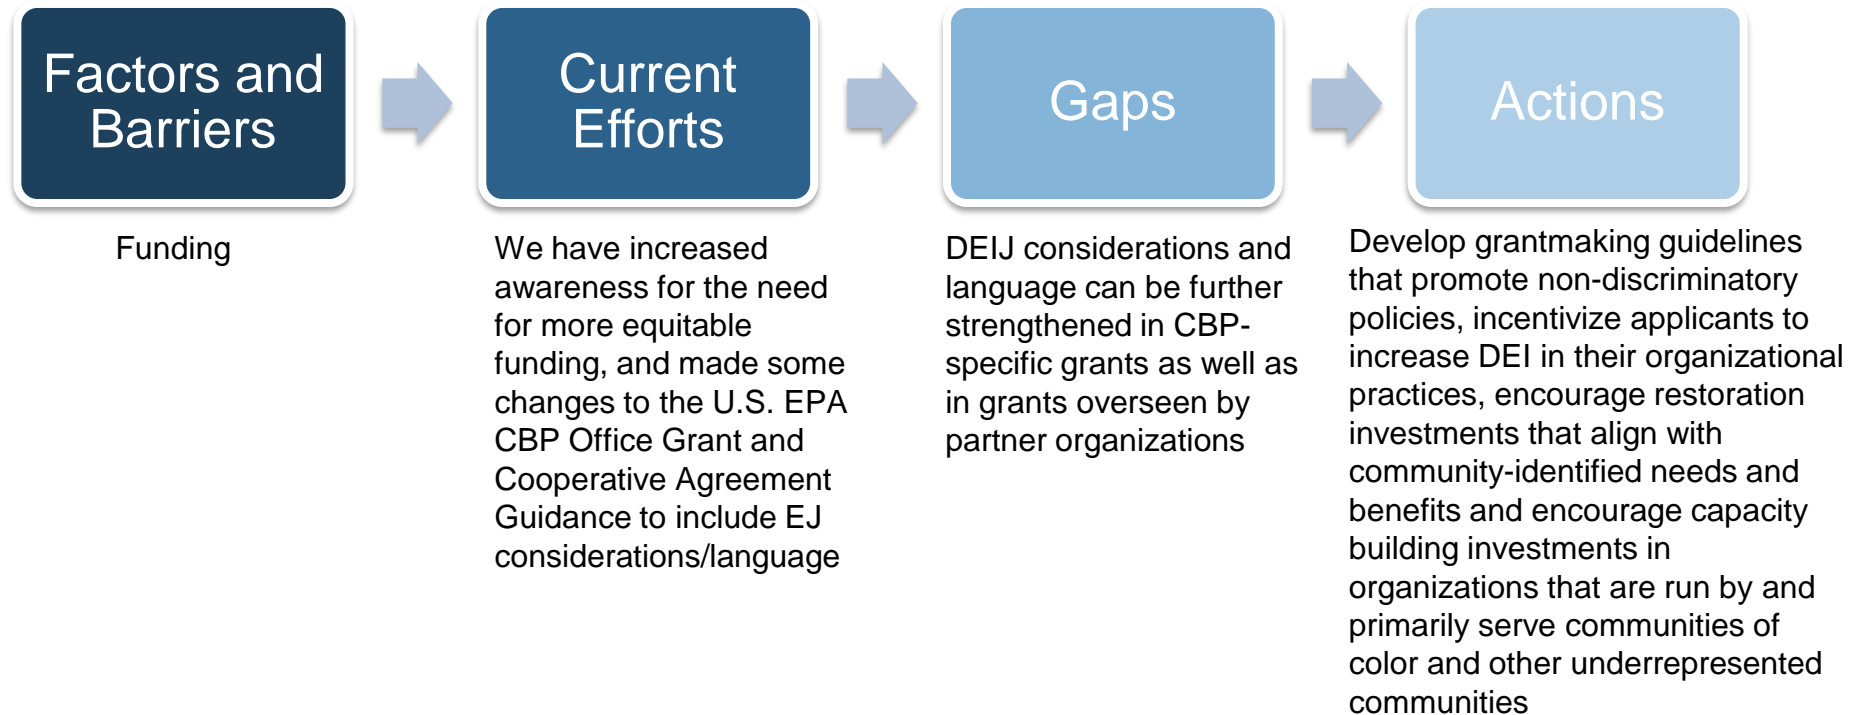 Factors and
Barriers
Current
Efforts
Gaps
Actions
Funding
We have increased
awareness for the need
for more equitable
funding, and made some
changes to the U.S. EPA
CBP Office Grant and
Cooperative Agreement
Guidance to include EJ
considerations/language
DEIJ considerations and
language can be further
strengthened in CBP-
specific grants as well as
in grants overseen by
partner organizations
Develop grantmaking guidelines
that promote non-discriminatory
policies, incentivize applicants to
increase DEI in their organizational
practices, encourage restoration
investments that align with
community-identified needs and
benefits and encourage capacity
building investments in
organizations that are run by and
primarily serve communities of
color and other underrepresented
communities